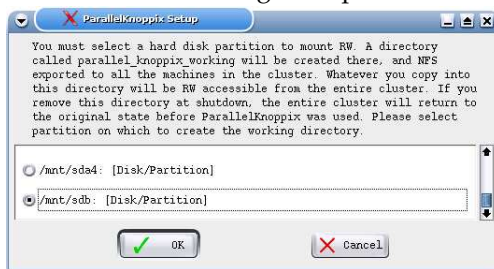 ParallelKnoppix Setup
You must select a hard disk partition to mount RW. A directory
called parallel_knoppix_working will be created there, and NFS
exported to all the machines in the cluster. Whatever you copy into
this directory will be RW accessible from the entire cluster. If you
remove this directory at shutdown, the entire cluster will return to
the original state before ParallelKnoppix was used. Please select
partition on which to create the working directory.
/mnt/sda4: [Disk/Partition]
/mnt/sdb: [Disk/Partition]
OK
Cancel